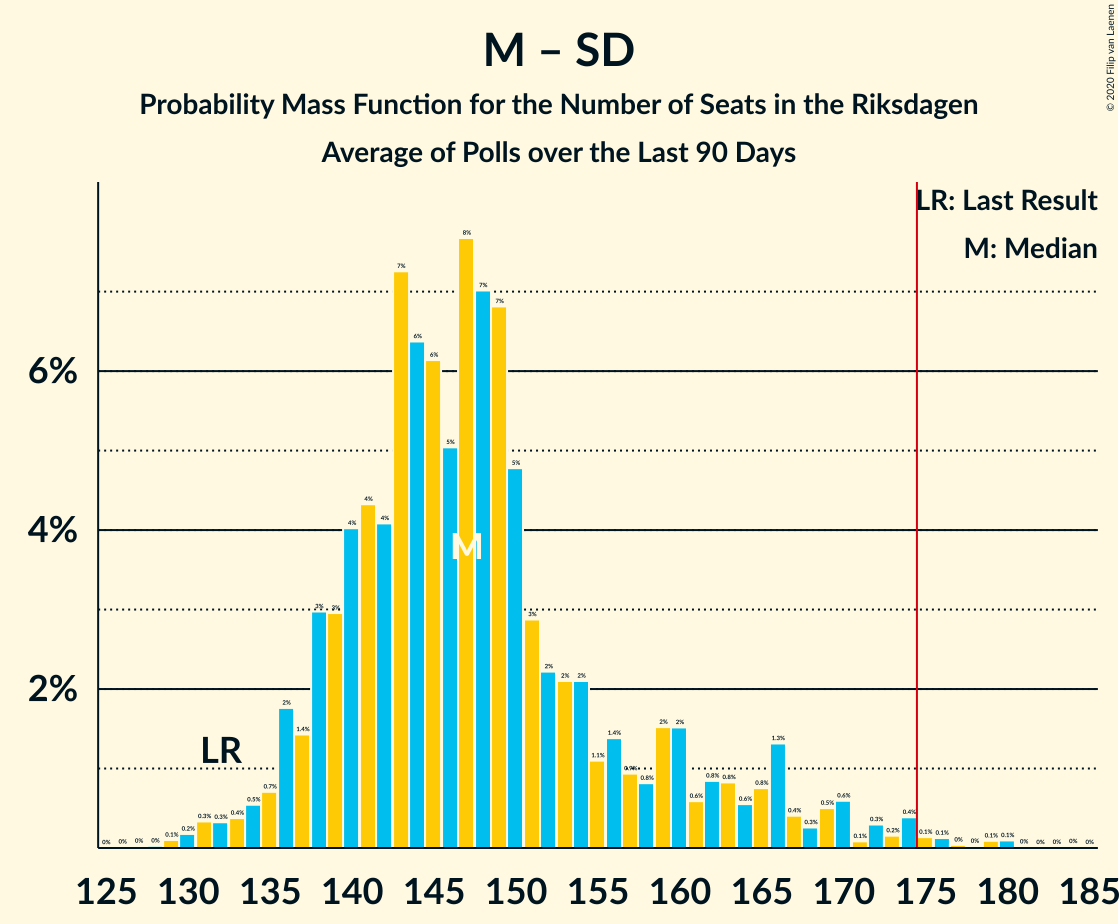 M – SD
Probability Mass Function for the Number of Seats in the Riksdagen
Average of Polls over the Last 90 Days
© 2020 Filip van Laenen
LR: Last Result
M: Median
6%
4%
2%
0% 0% 0% 0% 0.1% 0.2% 0.3% 0.3% 0.4% 0.5% 0.7% 2% 1.4% 3% 3% 4% 4% 4% 7% 6% 6% 5% 8% 7% 7% 5% 3% 2% 2% 2% 1.1% 1.4% 0.9% 0.8% 2% 2% 0.6% 0.8% 0.8% 0.6% 0.8% 1.3% 0.4% 0.3% 0.5% 0.6% 0.1% 0.3% 0.2% 0.4% 0.1% 0.1% 0% 0% 0.1% 0.1% 0% 0% 0% 0% 0%
M
LR
125 130 135 140 145 150 155 160 165 170 175 180 185